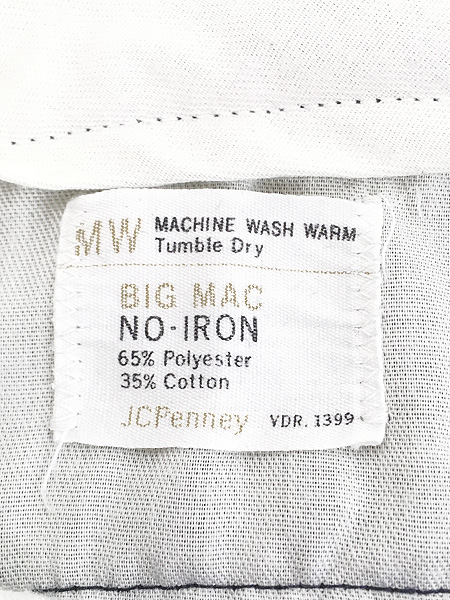 MW MACHINE WASH WARM
Tumble Dry
BIG MAC
NO-IRON
65% Polyester
35% Cotton
JCPenney VDR. 1399